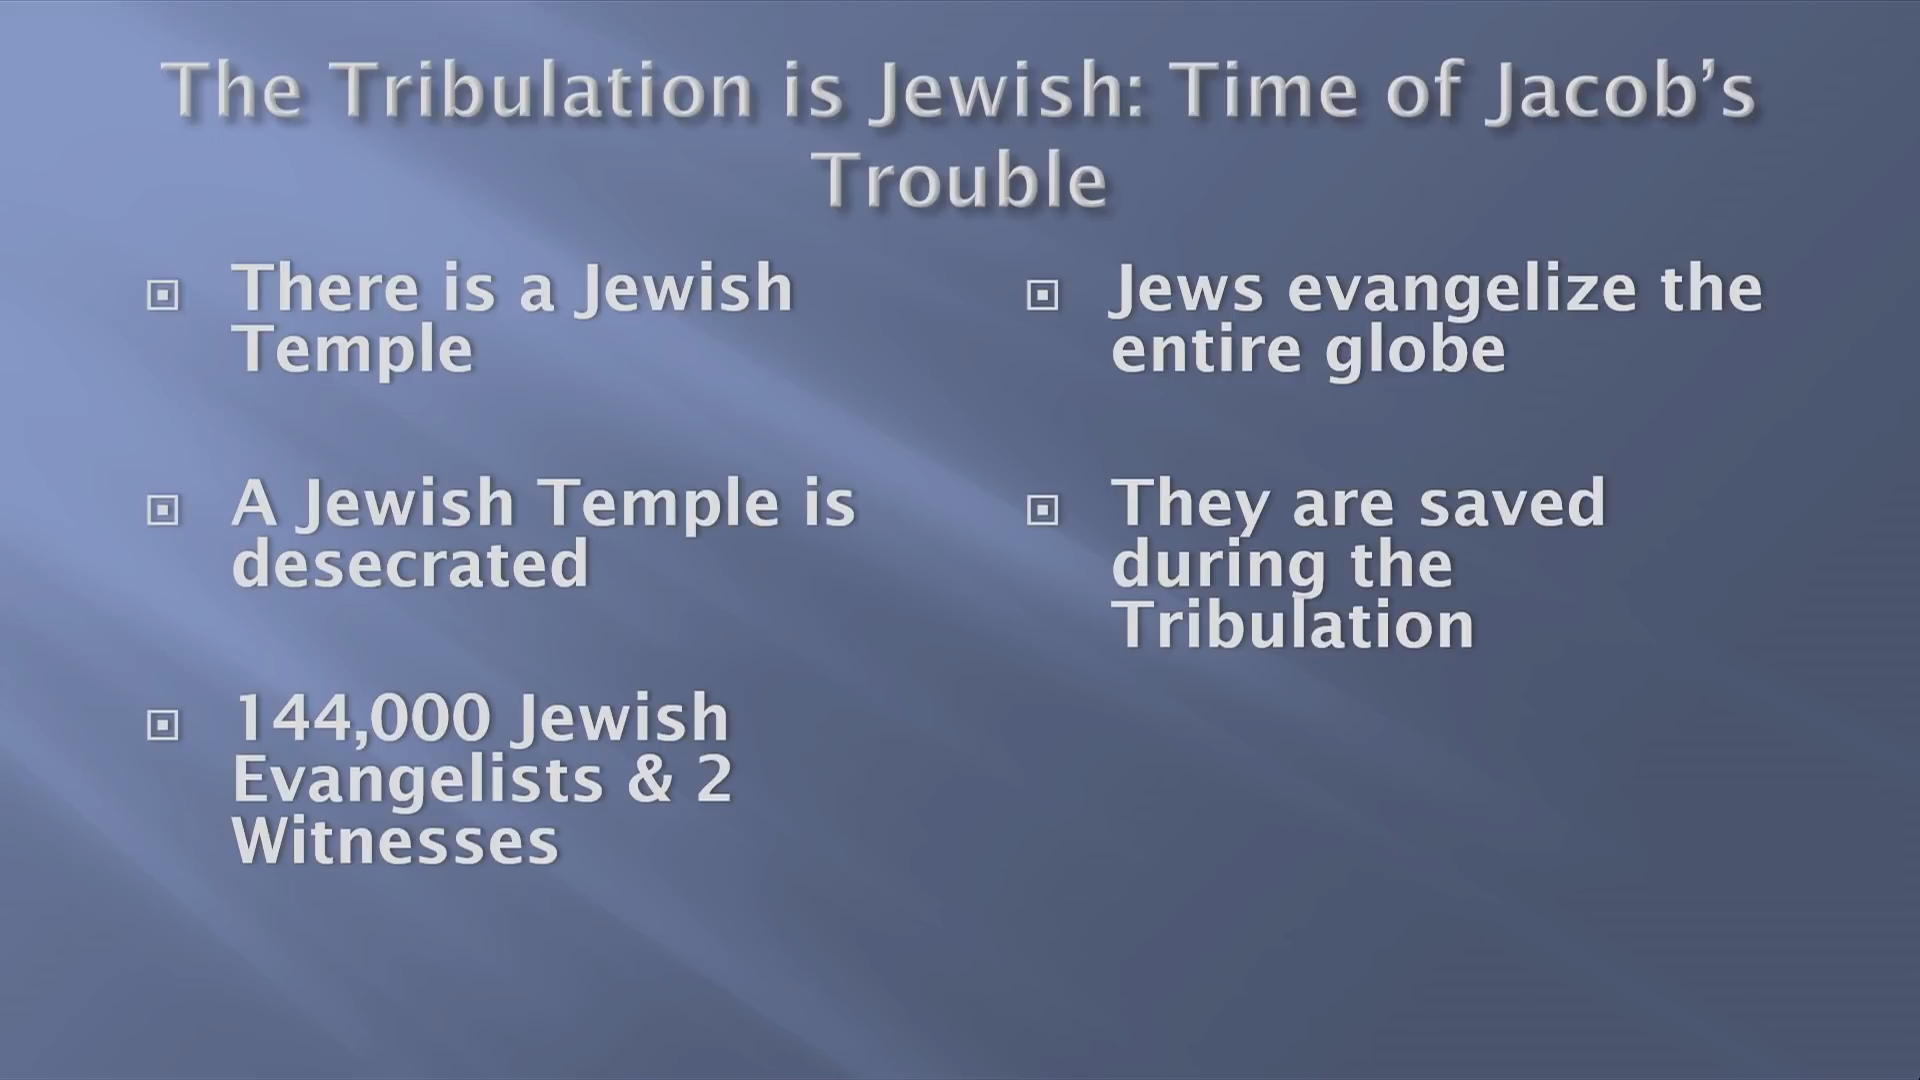 The Tribulation is Jewish: Time of Jacob’s
Trouble
There is a Jewish
Temple
A Jewish Temple is
desecrated
144,000 Jewish
Evangelists & 2
Witnesses
Jews evangelize the
entire globe
They are saved
during the
Tribulation